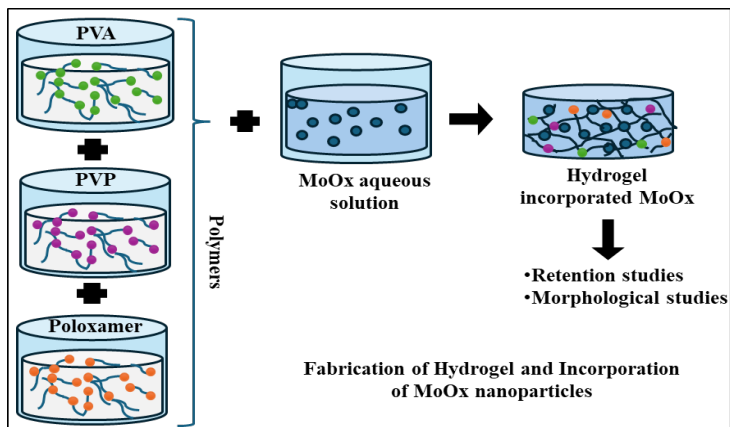 PVA
PVP
Poloxamer
Polymers
MoOx aqueous
solution
Hydrogel
incorporated MoOx
•Retention studies
•Morphological studies
Fabrication of Hydrogel and Incorporation
of MoOx nanoparticles